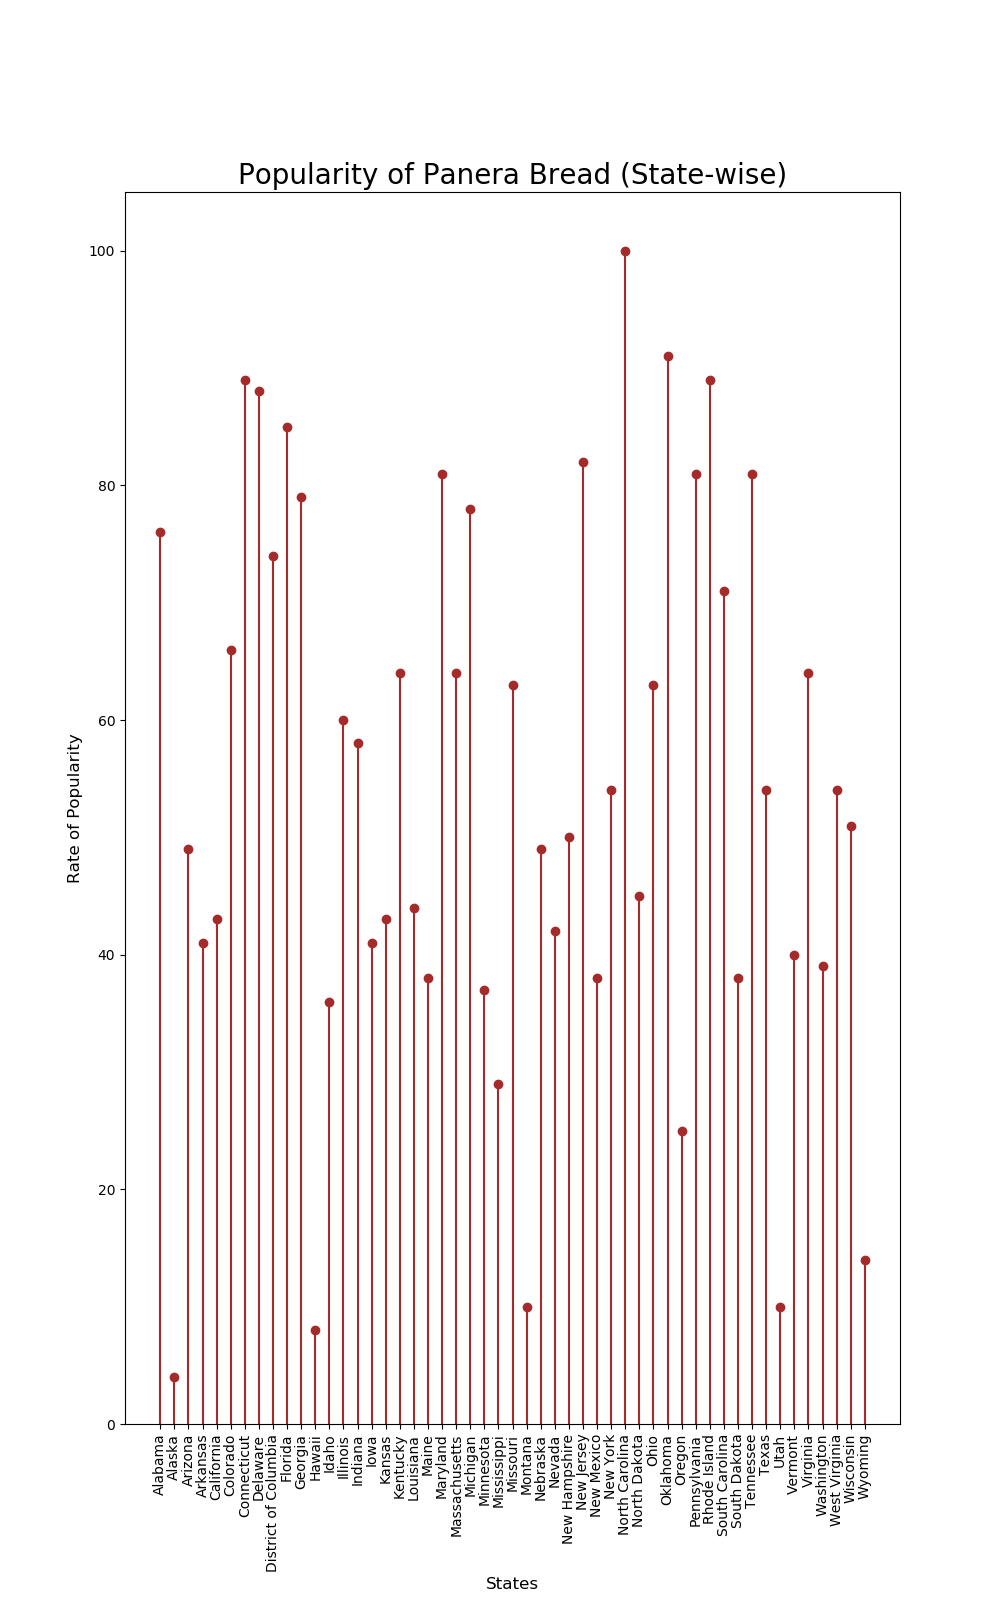 Popularity of Panera Bread (State-wise)
100
80
60
40
20
0
Rate of Popularity
Alabama
Alaska
Arizona
Arkansas
California
Colorado
Connecticut
Delaware
District of Columbia
Florida
Georgia
Hawaii
Idaho
Illinois
Indiana
Iowa
Kansas
Kentucky
Louisiana
Maine
Maryland
Massachusetts
Michigan
Minnesota
Mississippi
Missouri
Montana
Nebraska
Nevada
New Hampshire
New Jersey
New Mexico
New York
North Carolina
North Dakota
Ohio
Oklahoma
Oregon
Pennsylvania
Rhode Island
South Carolina
South Dakota
Tennessee
Texas
Utah
Vermont
Virginia
Washington
West Virginia
Wisconsin
Wyoming
States